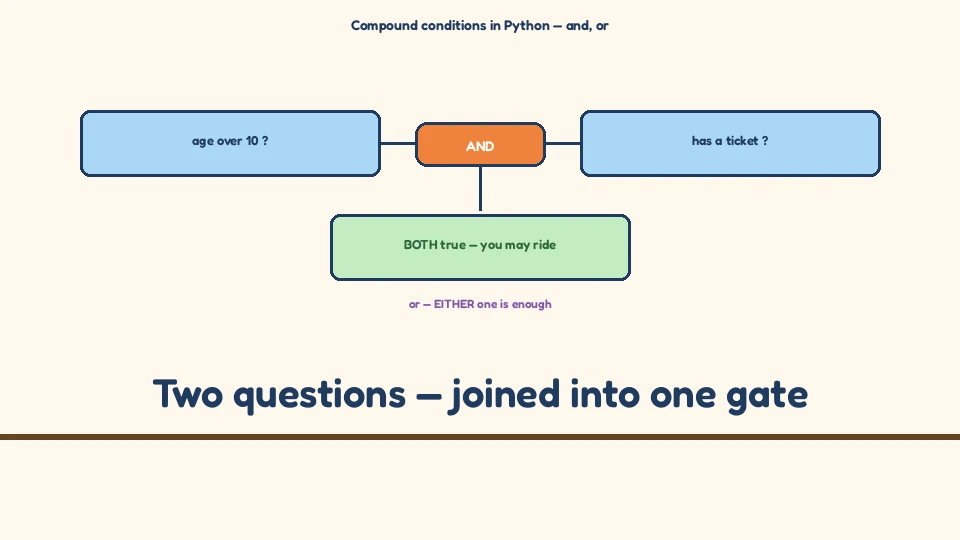 Compound conditions in Python — and, or
age over 10 ?
AND
has a ticket ?
BOTH true — you may ride
or — EITHER one is enough
Two questions — joined into one gate